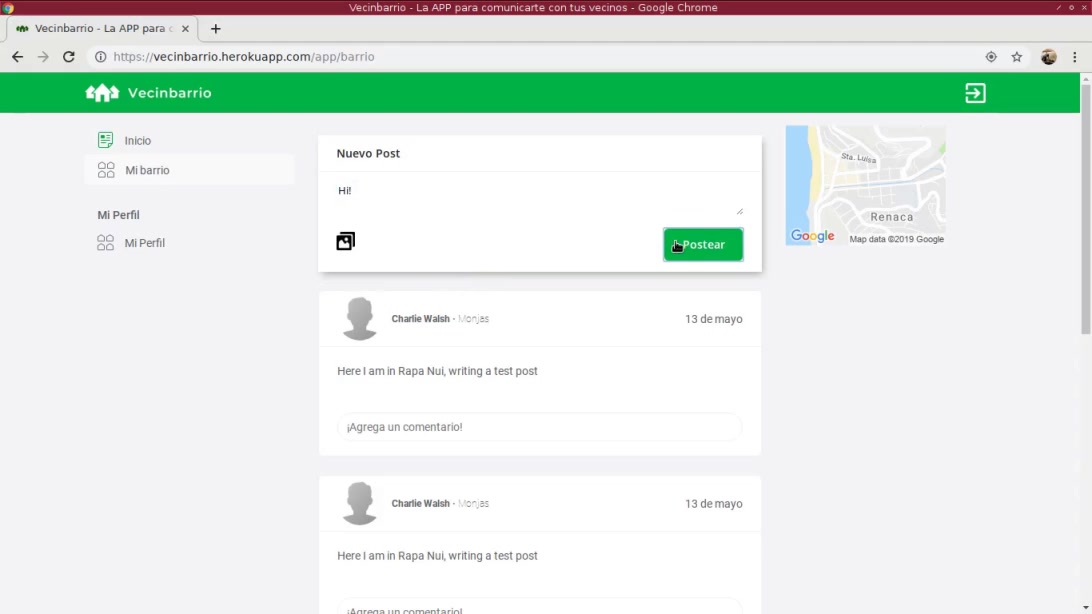 Vecinbarrio - La APP para comunicarte con tus vecinos - Google Chrome
Vecinbarrio - La APP para c
https://vecinbarrio.herokuapp.com/app/barrio
Vecinbarrio
Inicio
Mi barrio
Mi Perfil
Mi Perfil
Nuevo Post
Hi!
Postear
Sta. Luisa
Renaca
Google
Map data ©2019 Google
Charlie Walsh - Monjas
13 de mayo
Here I am in Rapa Nui, writing a test post
¡Agrega un comentario!
Charlie Walsh - Monjas
13 de mayo
Here I am in Rapa Nui, writing a test post
¡Agrega un comentario!